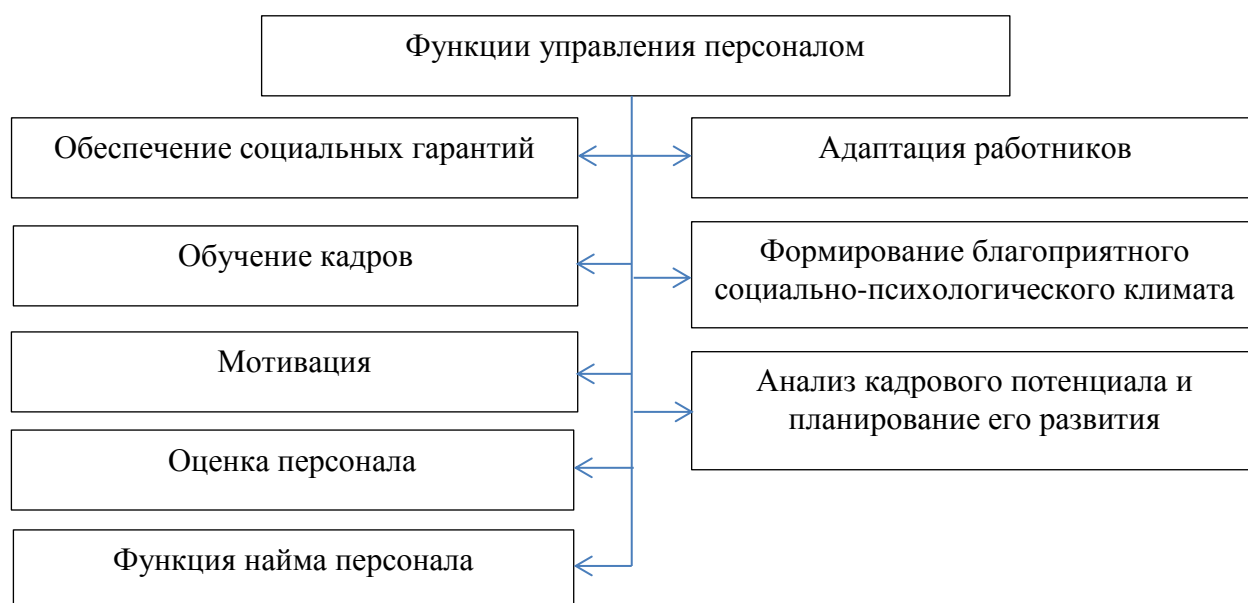 Функции управления персоналом
Обеспечение социальных гарантий
Адаптация работников
Обучение кадров
Формирование благоприятного
социально-психологического климата
Мотивация
Анализ кадрового потенциала и
планирование его развития
Оценка персонала
Функция найма персонала